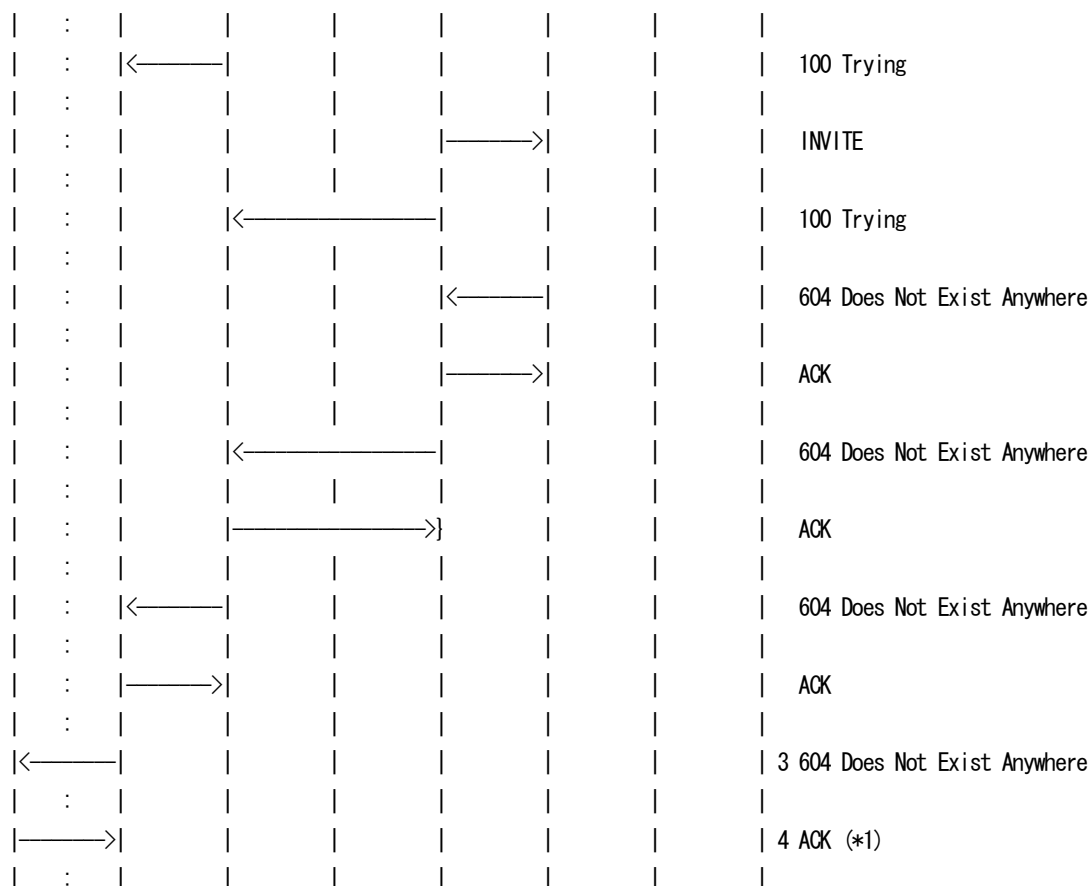 |    :    |         |         |         |         |         |         |
|    :    |<--------|         |         |         |         |         |   100 Trying
|    :    |         |         |         |         |         |         |
|    :    |         |         |         |-------->|         |         |   INVITE
|    :    |         |         |         |         |         |         |
|    :    |         |<------------------|         |         |         |   100 Trying
|    :    |         |         |         |         |         |         |
|    :    |         |         |         |<--------|         |         |   604 Does Not Exist Anywhere
|    :    |         |         |         |         |         |         |
|    :    |         |         |         |-------->|         |         |   ACK
|    :    |         |         |         |         |         |         |
|    :    |         |<------------------|         |         |         |   604 Does Not Exist Anywhere
|    :    |         |         |         |         |         |         |
|    :    |         |------------------>}         |         |         |   ACK
|    :    |         |         |         |         |         |         |
|    :    |<--------|         |         |         |         |         |   604 Does Not Exist Anywhere
|    :    |         |         |         |         |         |         |
|    :    |-------->|         |         |         |         |         |   ACK
|    :    |         |         |         |         |         |         |
|<--------|         |         |         |         |         |         | 3 604 Does Not Exist Anywhere
|    :    |         |         |         |         |         |         |
|-------->|         |         |         |         |         |         | 4 ACK (*1)
|    :    |         |         |         |         |         |         |